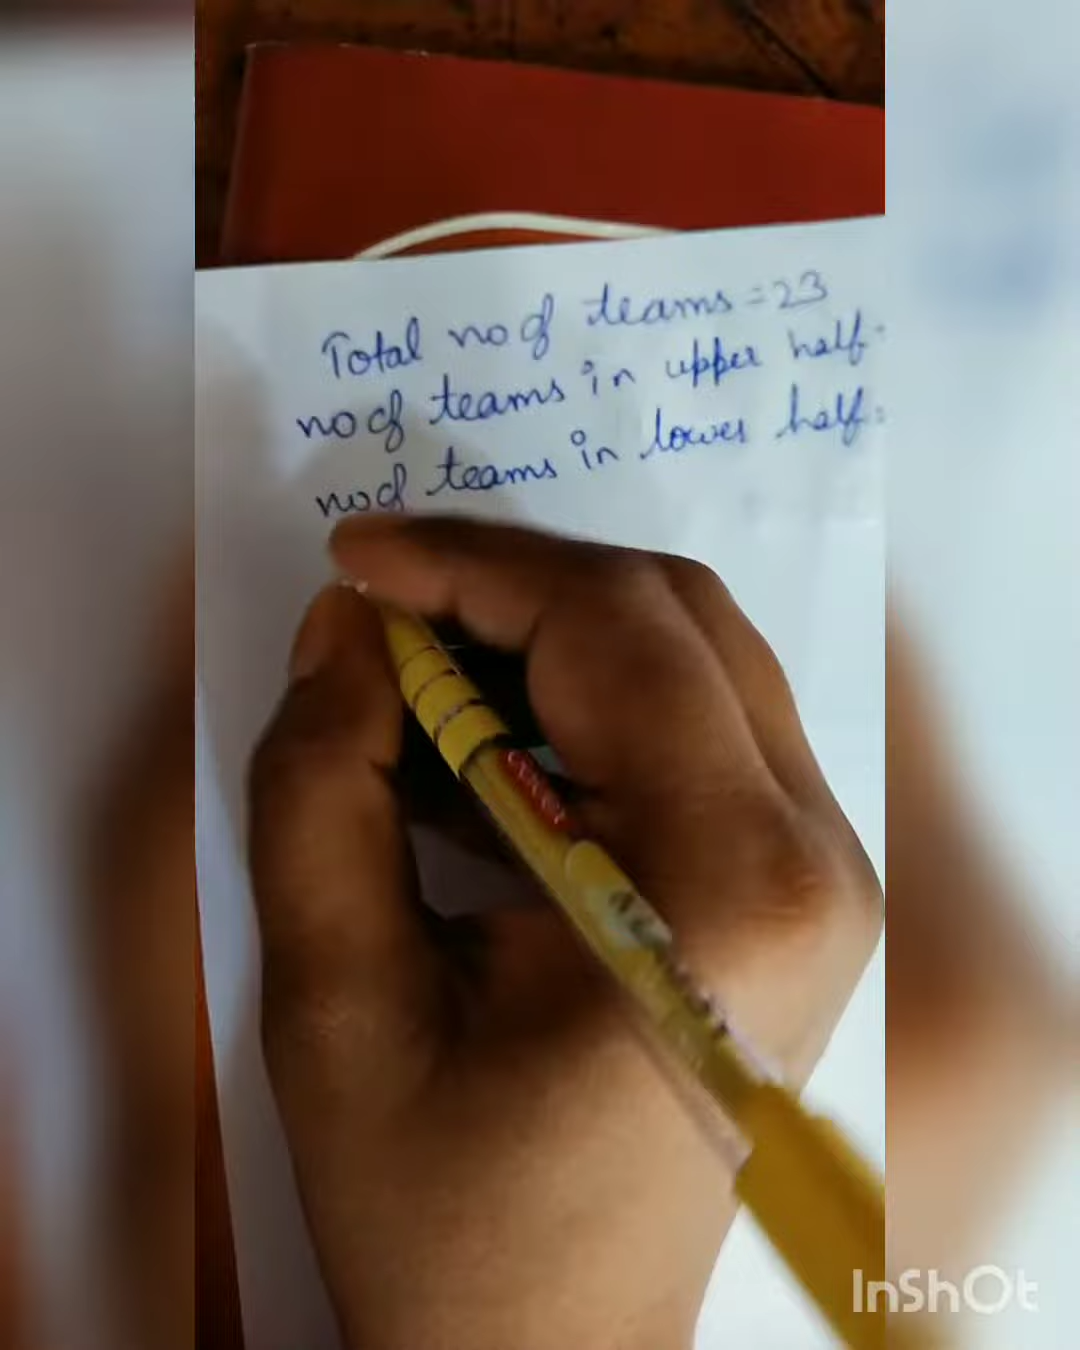 Total no of teams = 23
no of teams in upper half =
no of teams in lower half =
InShOt